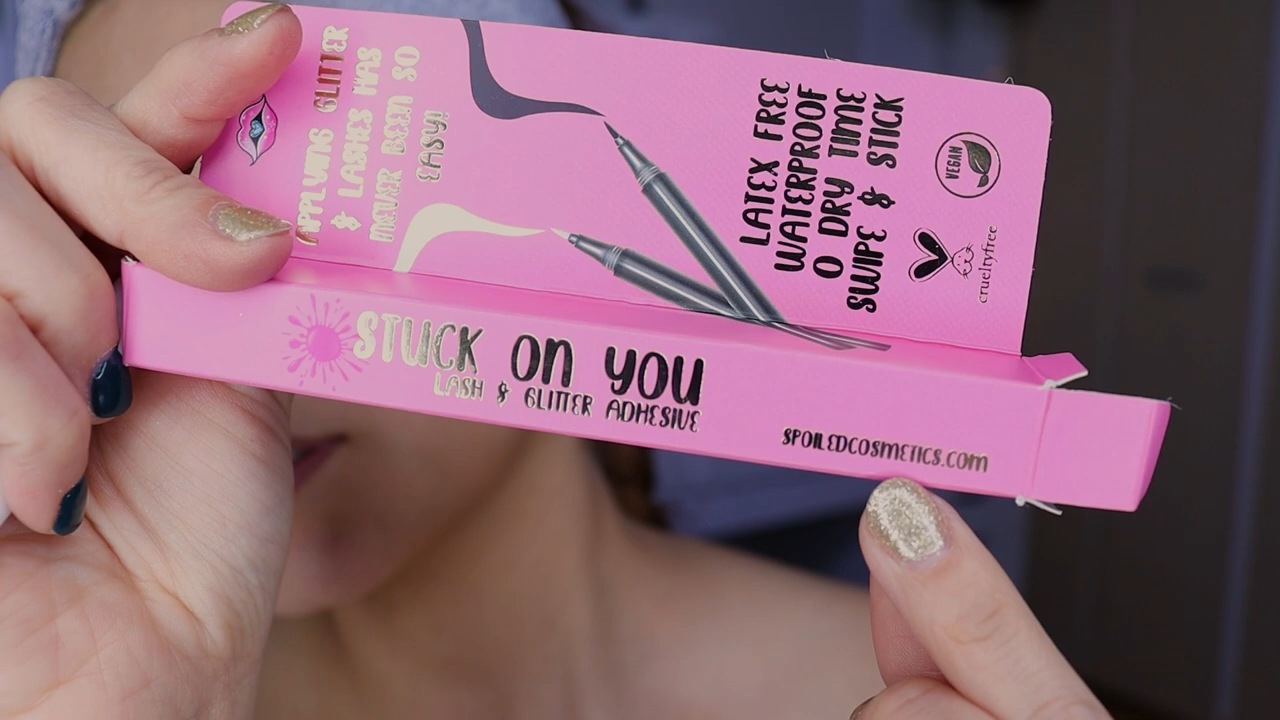 APPLYING GLITTER
& LASHES HAS
NEVER BEEN SO
EASY!
LATEX FREE
WATERPROOF
0 DRY TIME
SWIPE & STICK
VEGAN
crueltyfree
STUCK ON YOU
LASH & GLITTER ADHESIVE
SPOILEDCOSMETICS.com